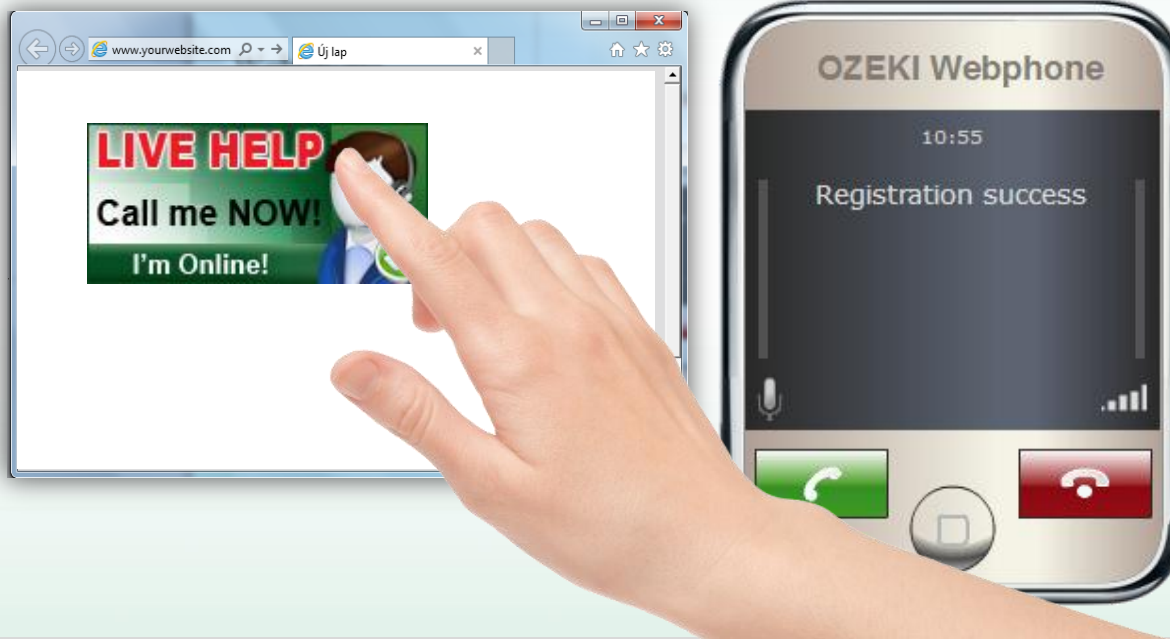 www.yourwebsite.com
Új lap
LIVE HELP
Call me NOW!
I'm Online!
OZEKI Webphone
10:55
Registration success